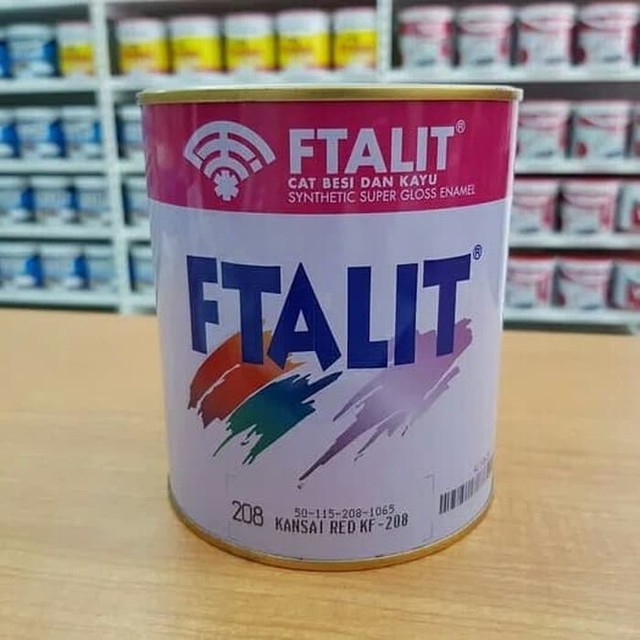 FTALIT®
CAT BESI DAN KAYU
SYNTHETIC SUPER GLOSS ENAMEL
FTALIT®
208
50-115-208-1065
KANSAI RED KF-208